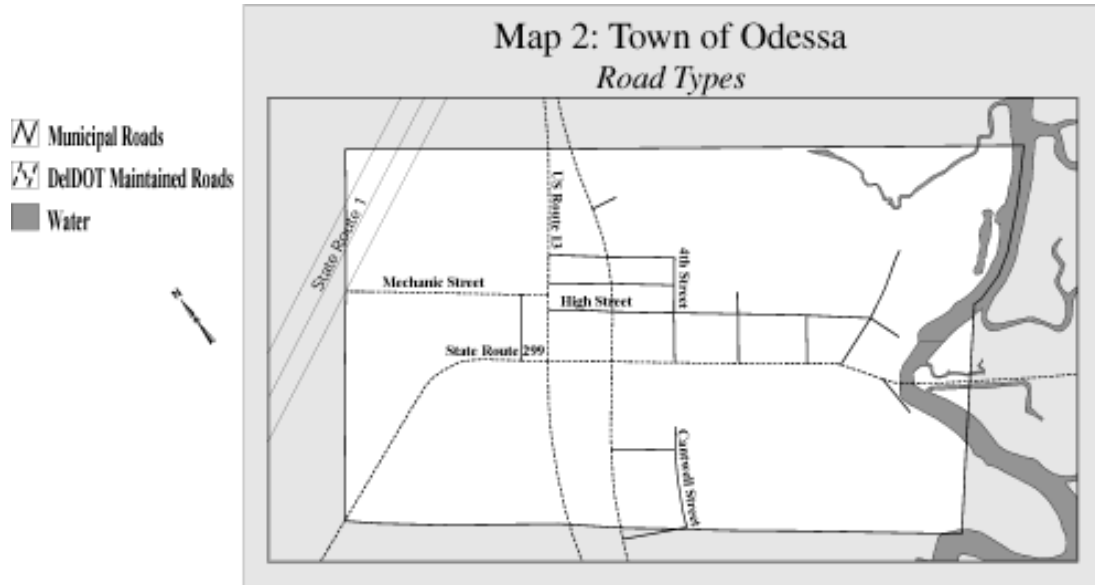 Map 2: Town of Odessa
Road Types
Municipal Roads
DelDOT Maintained Roads
Water
N
State Route 1
US Route 13
4th Street
Mechanic Street
High Street
State Route 299
Cantwell Street